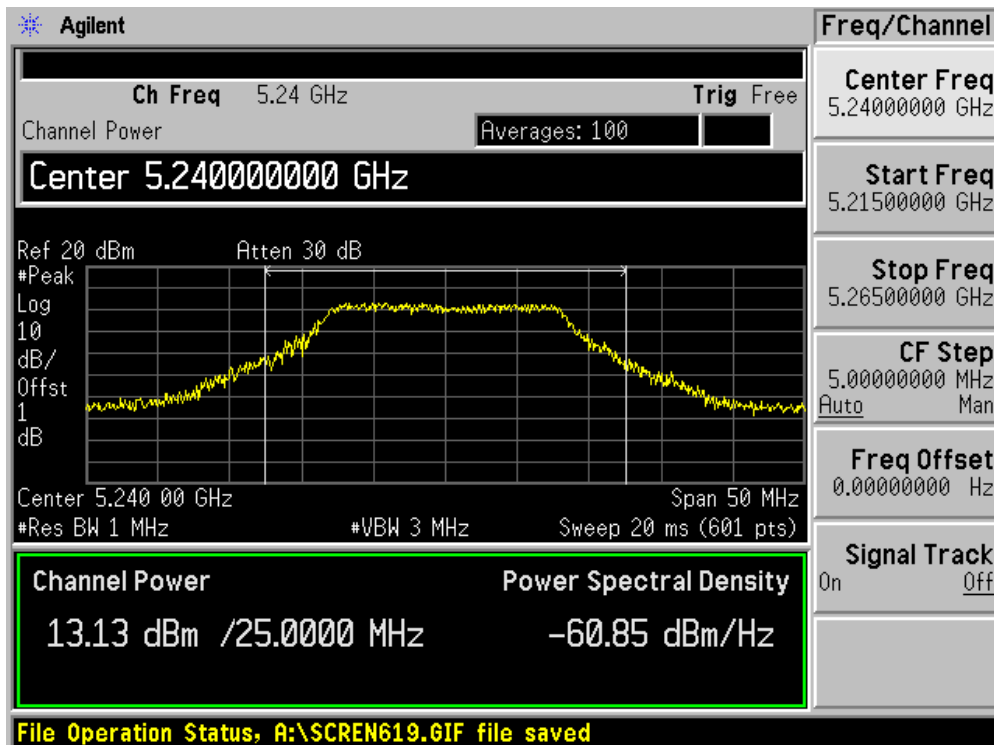 Agilent
Freq/Channel
Ch Freq 5.24 GHz Trig Free
Channel Power Averages: 100
Center 5.240000000 GHz
Ref 20 dBm Atten 30 dB
#Peak
Log
10
dB/
Offst
1
dB
Center 5.240 00 GHz Span 50 MHz
#Res BW 1 MHz #VBW 3 MHz Sweep 20 ms (601 pts)
Channel Power Power Spectral Density
13.13 dBm /25.0000 MHz -60.85 dBm/Hz
Center Freq
5.24000000 GHz
Start Freq
5.21500000 GHz
Stop Freq
5.26500000 GHz
CF Step
5.00000000 MHz
Auto Man
Freq Offset
0.00000000 Hz
Signal Track
On Off
File Operation Status, A:\SCREN619.GIF file saved